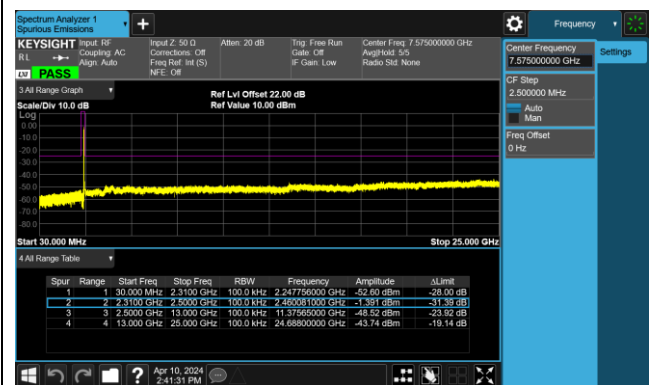 Spectrum Analyzer 1
Spurious Emissions
Frequency
KEYSIGHT Input: RF
RL
Coupling: AC
Align: Auto
Input Z: 50 Ω
Corrections: Off
Freq Ref: Int (S)
NFE: Off
Atten: 20 dB
Trig: Free Run
Gate: Off
IF Gain: Low
Center Freq: 7.575000000 GHz
Avg|Hold: 5/5
Radio Std: None
LXI PASS
Center Frequency
7.575000000 GHz
Settings
CF Step
2.500000 MHz
Auto
Man
Freq Offset
0 Hz
3 All Range Graph
Scale/Div 10.0 dB
Ref Lvl Offset 22.00 dB
Ref Value 10.00 dBm
Log
0.00
-10.0
-20.0
-30.0
-40.0
-50.0
-60.0
-70.0
-80.0
Start 30.000 MHz
Stop 25.000 GHz
4 All Range Table
Spur Range Start Freq Stop Freq RBW Frequency Amplitude ΔLimit
1 1 30.000 MHz 2.3100 GHz 100.0 kHz 2.247756000 GHz -52.60 dBm -28.00 dB
2 2 2.3100 GHz 2.5000 GHz 100.0 kHz 2.460081000 GHz -1.391 dBm -31.39 dB
3 3 2.5000 GHz 13.000 GHz 100.0 kHz 11.37565000 GHz -48.52 dBm -23.92 dB
4 4 13.000 GHz 25.000 GHz 100.0 kHz 24.68800000 GHz -43.74 dBm -19.14 dB
Apr 10, 2024
2:41:31 PM